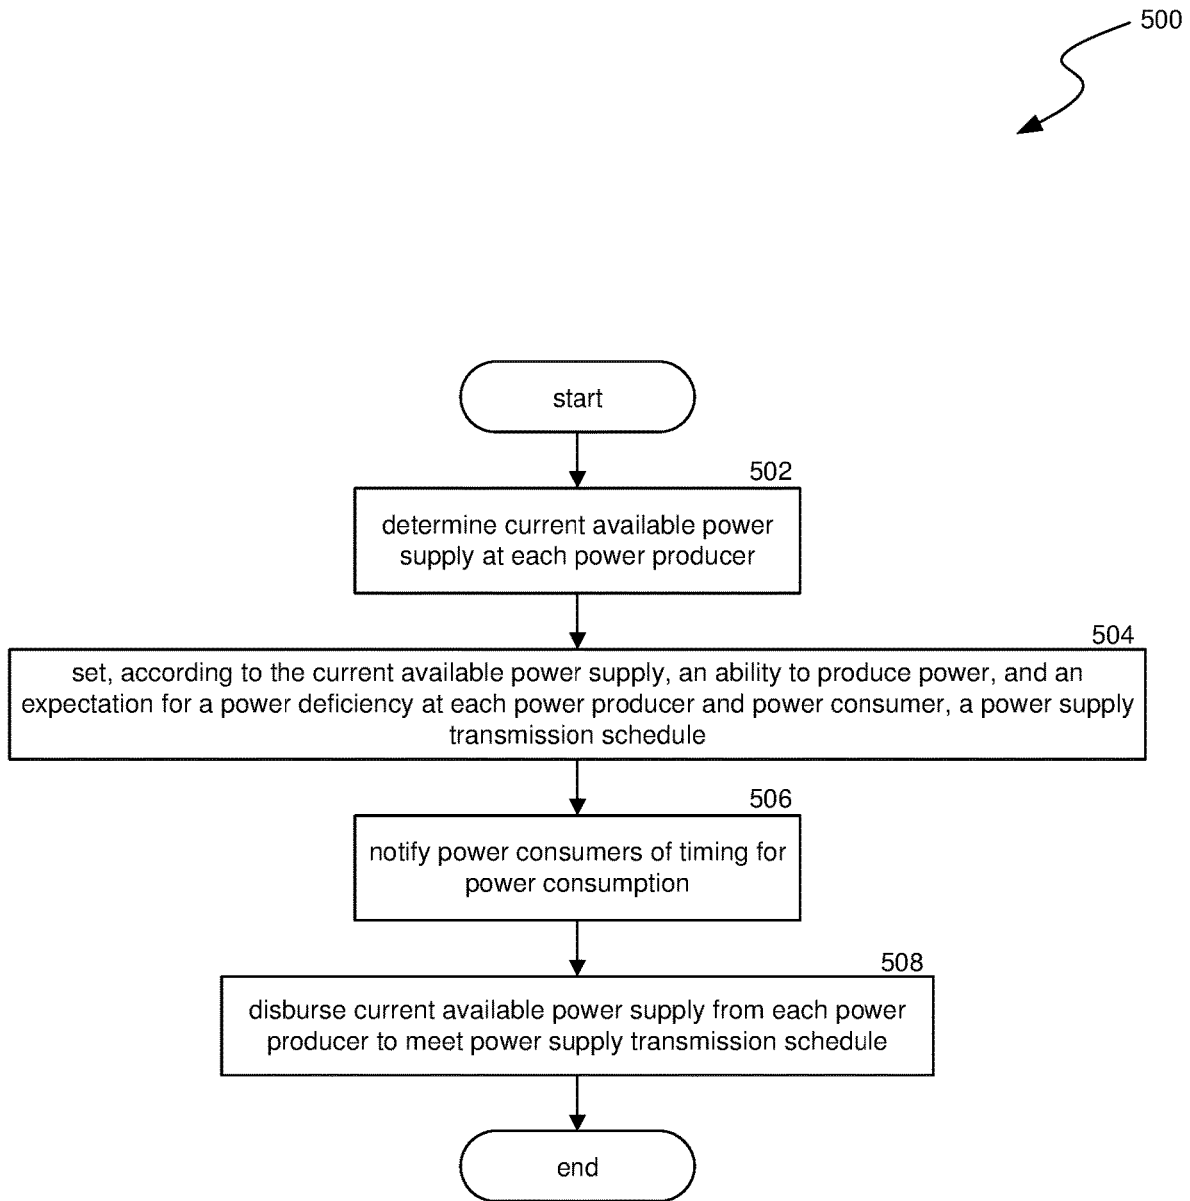 500
start
502
determine current available power
supply at each power producer
504
set, according to the current available power supply, an ability to produce power, and an
expectation for a power deficiency at each power producer and power consumer, a power supply
transmission schedule
506
notify power consumers of timing for
power consumption
508
disburse current available power supply from each power
producer to meet power supply transmission schedule
end